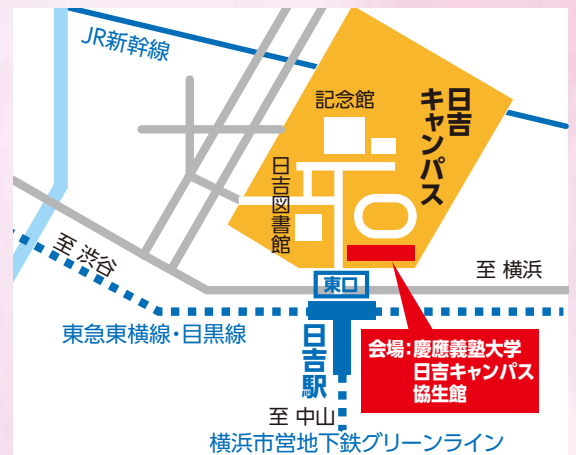 JR新幹線
記念館
日吉
キャンパス
日吉図書館
至 渋谷
至 横浜
東口
東急東横線・目黒線
日吉駅
会場:慶應義塾大学
日吉キャンパス
協生館
至 中山
横浜市営地下鉄グリーンライン